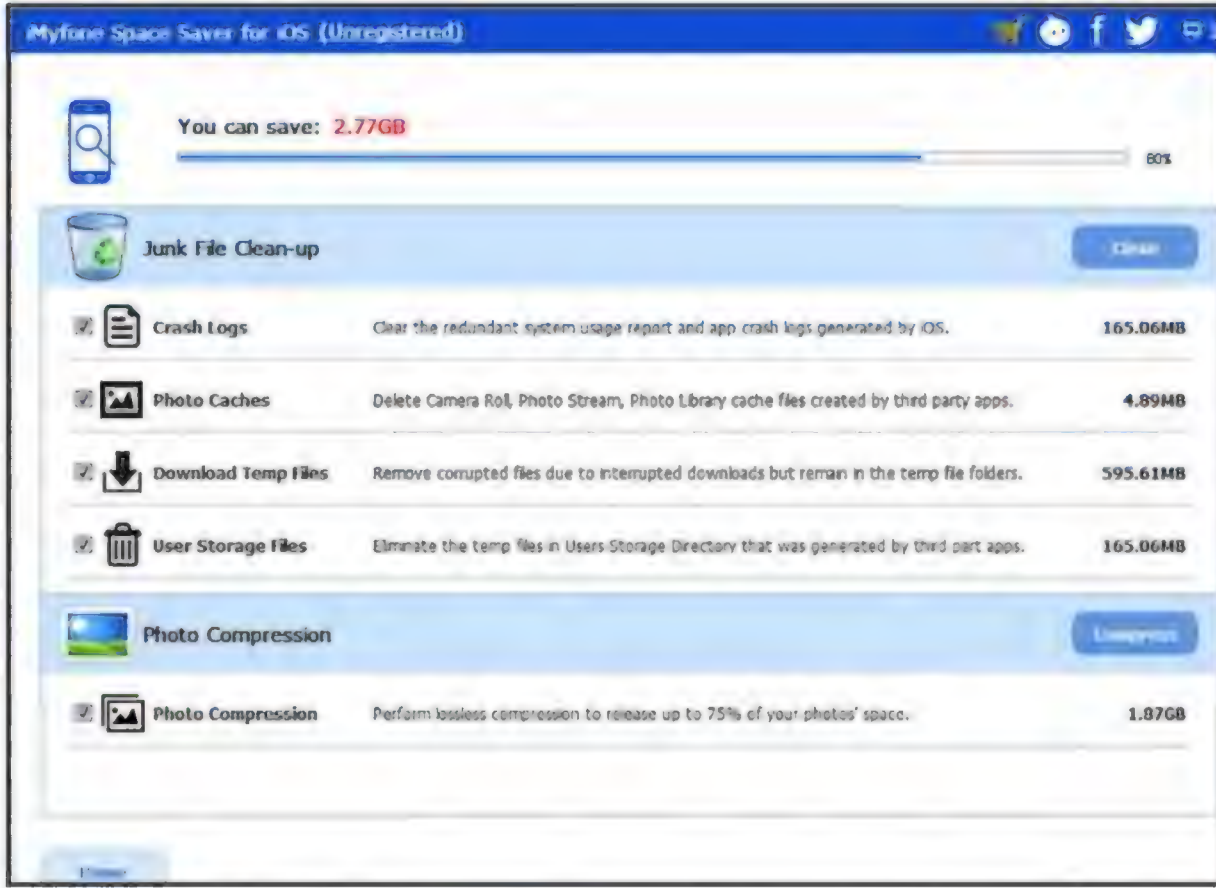 iMyfone Space Saver for iOS (Unregistered)
You can save: 2.77GB
80%
Junk File Clean-up
Clean
Crash Logs Clear the redundant system usage report and app crash logs generated by iOS. 165.06MB
Photo Caches Delete Camera Roll, Photo Stream, Photo Library cache files created by third party apps. 4.89MB
Download Temp Files Remove corrupted files due to interrupted downloads but remain in the temp file folders. 595.61MB
User Storage Files Eliminate the temp files in Users Storage Directory that was generated by third part apps. 165.06MB
Photo Compression
Compress
Photo Compression Perform lossless compression to release up to 75% of your photos' space. 1.87GB